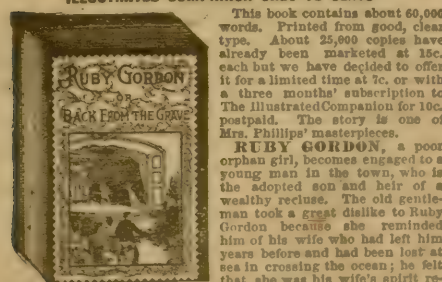 ILLUSTRATED COMPANION ONLY 10 CENTS
This book contains about 60,000
words. Printed from good, clear
type. About 25,000 copies have
already been marketed at 15c.
each but we have decided to offer
it for a limited time at 7c. or with
a three months' subscription to
The Illustrated Companion for 10c.
postpaid. The story is one of
Mrs. Phillips' masterpieces.
RUBY GORDON, a poor
orphan girl, becomes engaged to a
young man in the town, who is
the adopted son and heir of a
wealthy recluse. The old gentle-
man took a great dislike to Ruby
Gordon because she reminded
him of his wife who had left him
years before and had been lost at
sea in crossing the ocean; he felt
that she was his wife's spirit re-
RUBY GORDON
OR
BACK FROM THE GRAVE